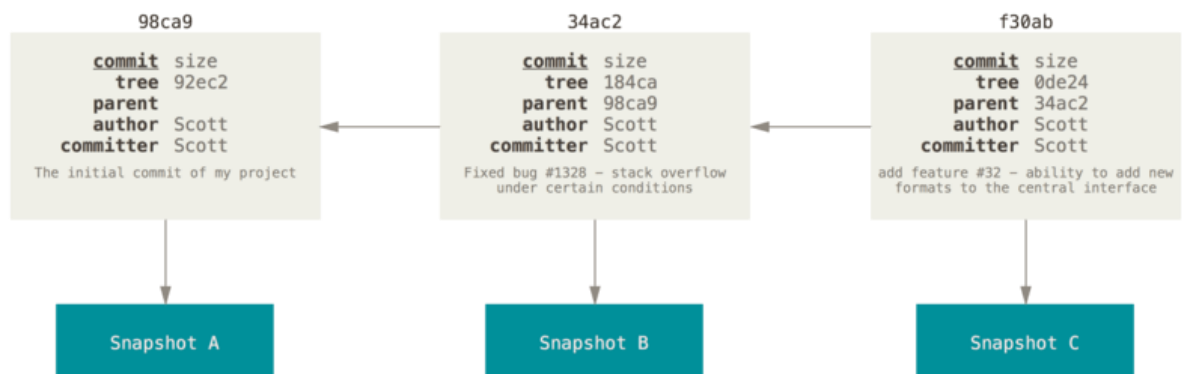 98ca9
commit size
tree 92ec2
parent
author Scott
committer Scott
The initial commit of my project
Snapshot A
34ac2
commit size
tree 184ca
parent 98ca9
author Scott
committer Scott
Fixed bug #1328 – stack overflow
under certain conditions
Snapshot B
f30ab
commit size
tree 0de24
parent 34ac2
author Scott
committer Scott
add feature #32 – ability to add new
formats to the central interface
Snapshot C